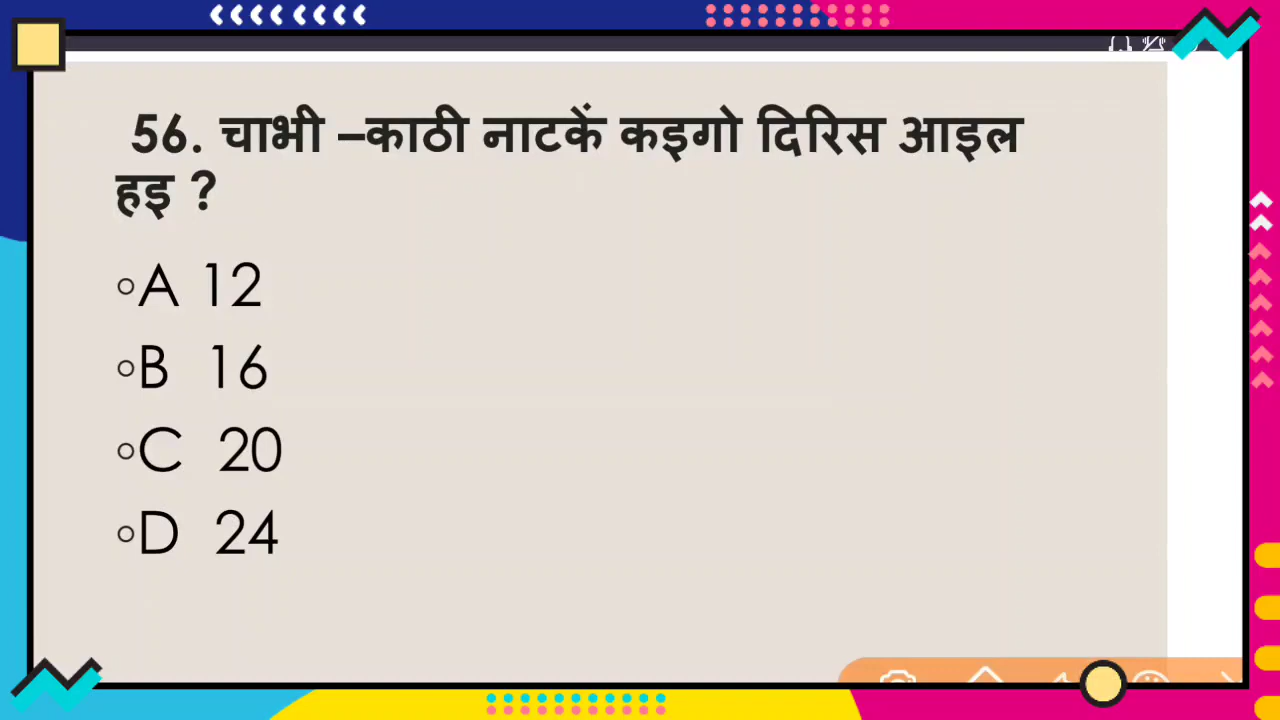 56. चाभी –काठी नाटकें कइगो दिरिस आइल
हइ ?
A 12
B 16
C 20
D 24